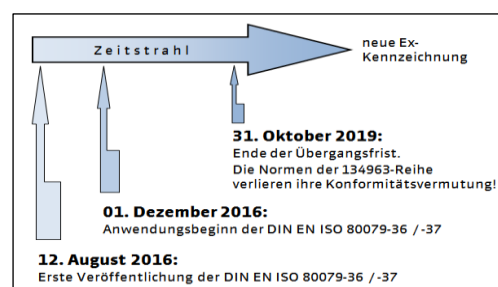 Zeitstrahl
neue Ex-
Kennzeichnung
31. Oktober 2019:
Ende der Übergangsfrist.
Die Normen der 134963-Reihe
verlieren ihre Konformitätsvermutung!
01. Dezember 2016:
Anwendungsbeginn der DIN EN ISO 80079-36 /-37
12. August 2016:
Erste Veröffentlichung der DIN EN ISO 80079-36 /-37